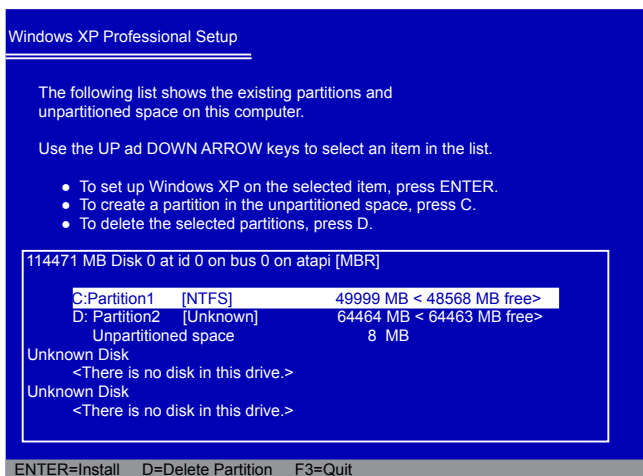 Windows XP Professional Setup
The following list shows the existing partitions and
unpartitioned space on this computer.
Use the UP ad DOWN ARROW keys to select an item in the list.
● To set up Windows XP on the selected item, press ENTER.
● To create a partition in the unpartitioned space, press C.
● To delete the selected partitions, press D.
114471 MB Disk 0 at id 0 on bus 0 on atapi [MBR]
C:Partition1 [NTFS] 49999 MB < 48568 MB free>
D: Partition2 [Unknown] 64464 MB < 64463 MB free>
Unpartitioned space 8 MB
Unknown Disk
<There is no disk in this drive.>
Unknown Disk
<There is no disk in this drive.>
ENTER=Install D=Delete Partition F3=Quit